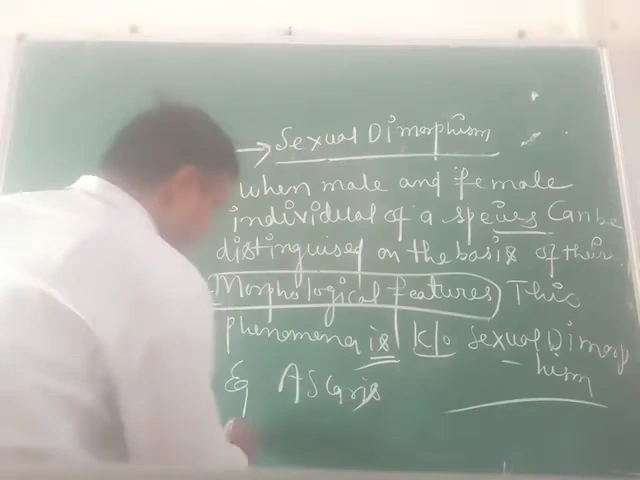 → Sexual Dimorphism
when male and female
individual of a species Can be
distinguised on the basis of their
Morphological features This
phenomena is k/o Sexual Dimorp
hism
Eg AScaris